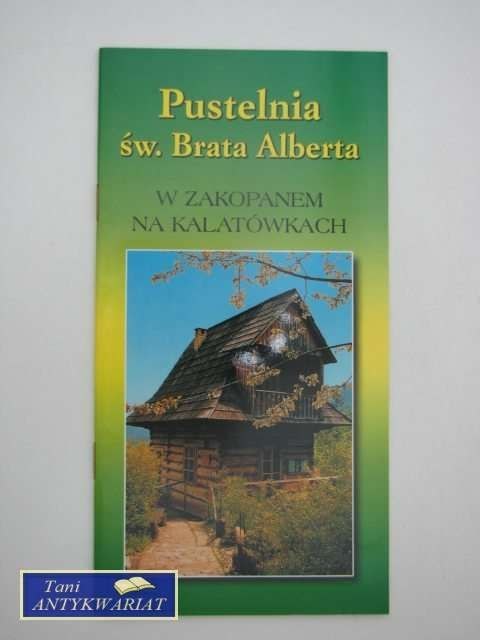 Pustelnia
św. Brata Alberta
W ZAKOPANEM
NA KALATÓWKACH
Tani
ANTYKWARIAT